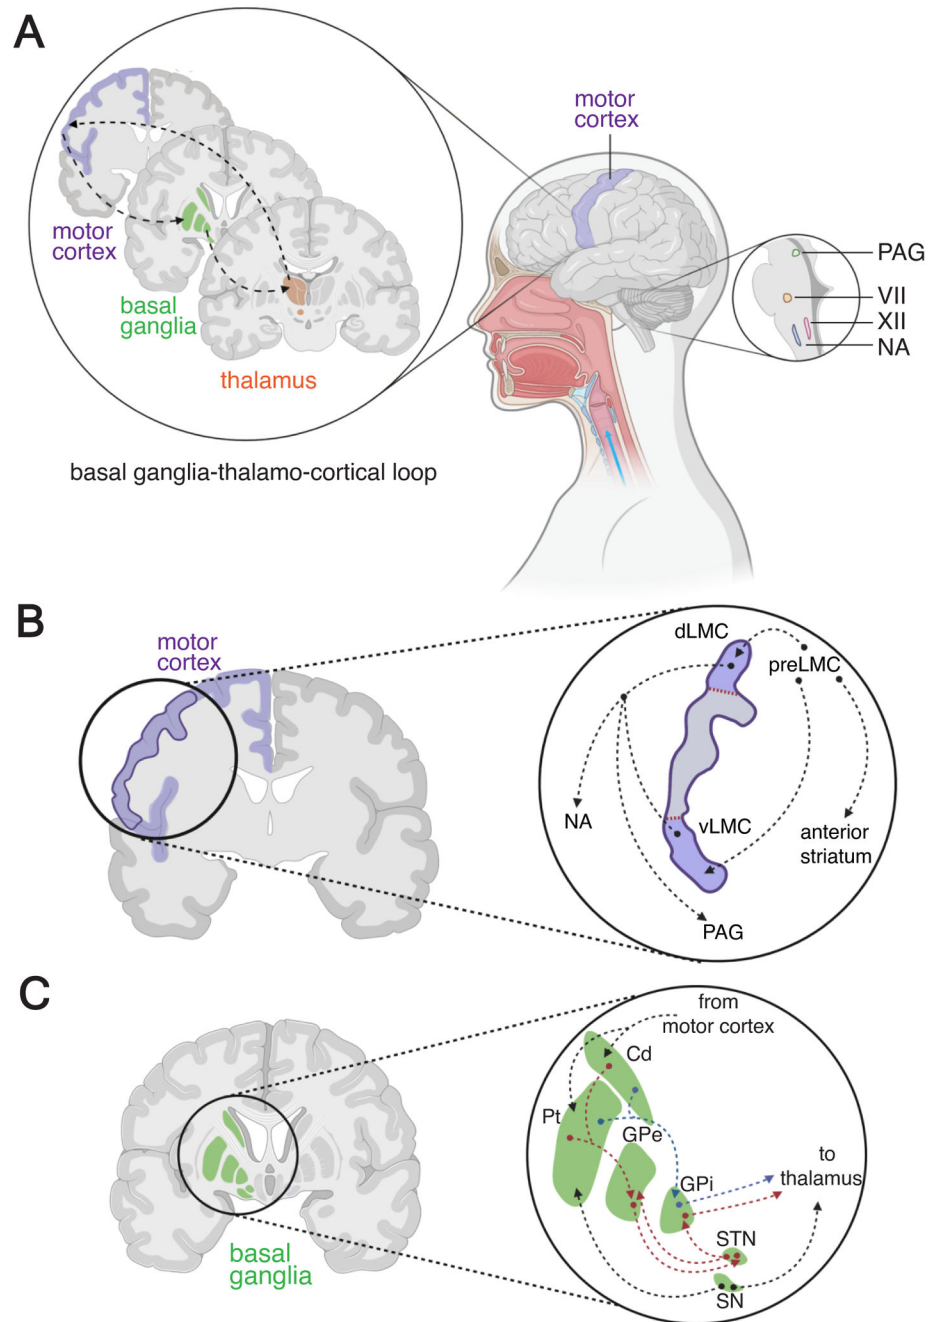 A
motor
cortex
motor
cortex
basal
ganglia
thalamus
PAG
VII
XII
NA
basal ganglia-thalamo-cortical loop
B
motor
cortex
dLMC
preLMC
NA
vLMC
anterior
striatum
PAG
C
from
motor cortex
Cd
Pt
GPe
GPi
to
thalamus
STN
SN
basal
ganglia